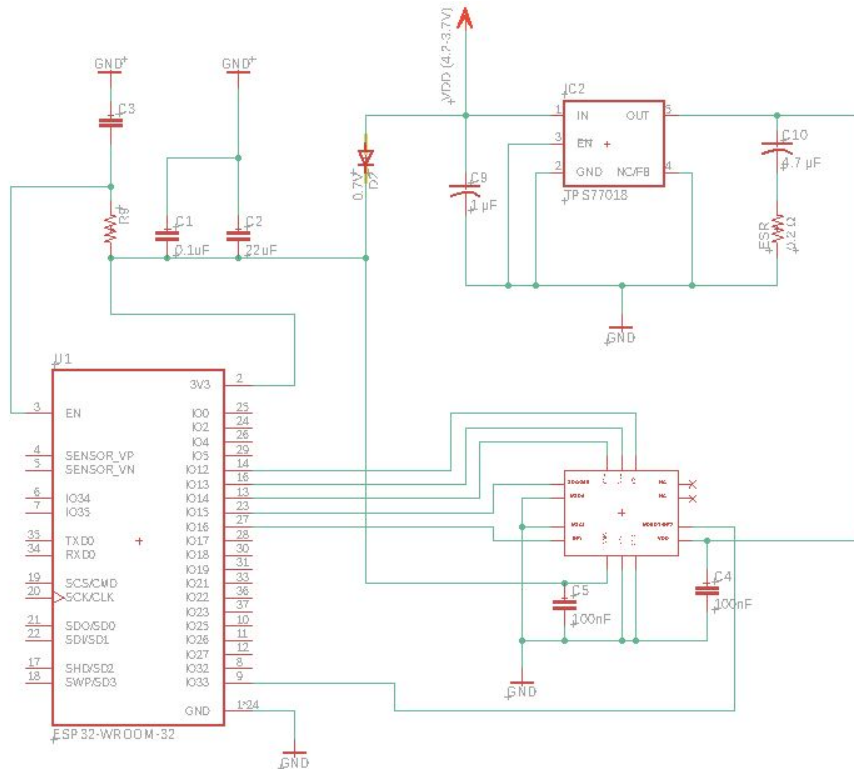 GND
GND
VDD (4.2-3.7V)
C3
IC2
1
IN
OUT
5
3
EN
2
GND
NC/FB
4
TPS77018
C10
4.7 µF
0.7V
C9
1 µF
R9
C1
0.1uF
C2
22uF
ESR
0.2 Ω
GND
U1
3V3
2
3
EN
IO0
25
IO2
24
IO4
26
4
SENSOR_VP
IO5
29
5
SENSOR_VN
IO12
14
IO13
16
6
IO34
IO14
13
7
IO35
IO15
23
IO16
27
35
TXD0
IO17
28
34
RXD0
IO18
30
IO19
31
19
SCS/CMD
IO21
33
20
SCK/CLK
IO22
36
IO23
37
21
SDO/SD0
IO25
10
22
SDI/SD1
IO26
11
IO27
12
17
SHD/SD2
IO32
8
18
SWP/SD3
IO33
9
GND
1*24
ESP32-WROOM-32
GND
VDD
C5
100nF
C4
100nF
GND